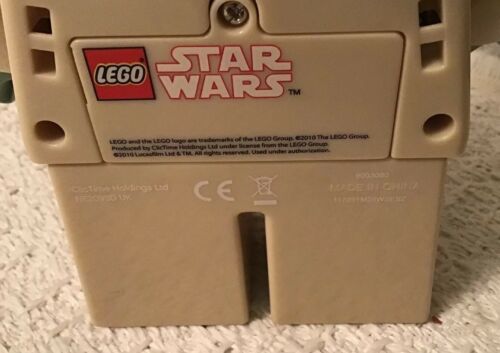 LEGO
STAR
WARS
TM
LEGO and the LEGO logo are trademarks of the LEGO Group. ©2010 The LEGO Group.
Produced by ClicTime Holdings Ltd under license from the LEGO Group.
©2010 Lucasfilm Ltd & TM. All rights reserved. Used under authorization.
ClicTime Holdings Ltd
UK
CE
9003080
MADE IN CHINA